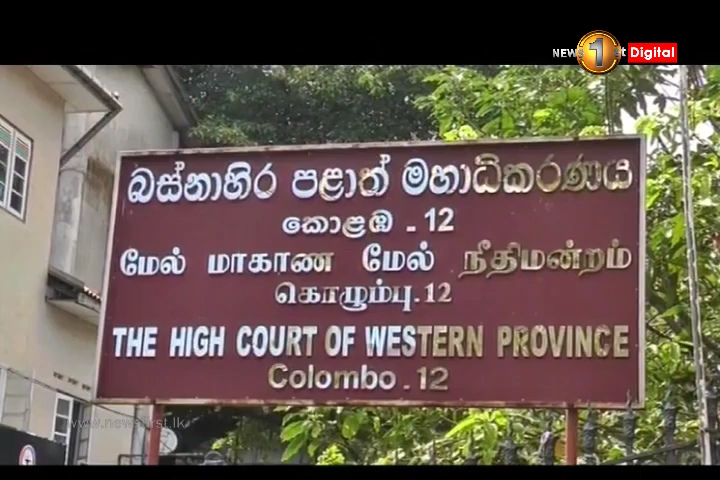 NEWS 1st Digital
බස්නාහිර පළාත් මහාධිකරණය
කොළඹ - 12
மேல் மாகாண மேல் நீதிமன்றம்
கொழும்பு.12
THE HIGH COURT OF WESTERN PROVINCE
Colombo . 12
www.newsfirst.lk